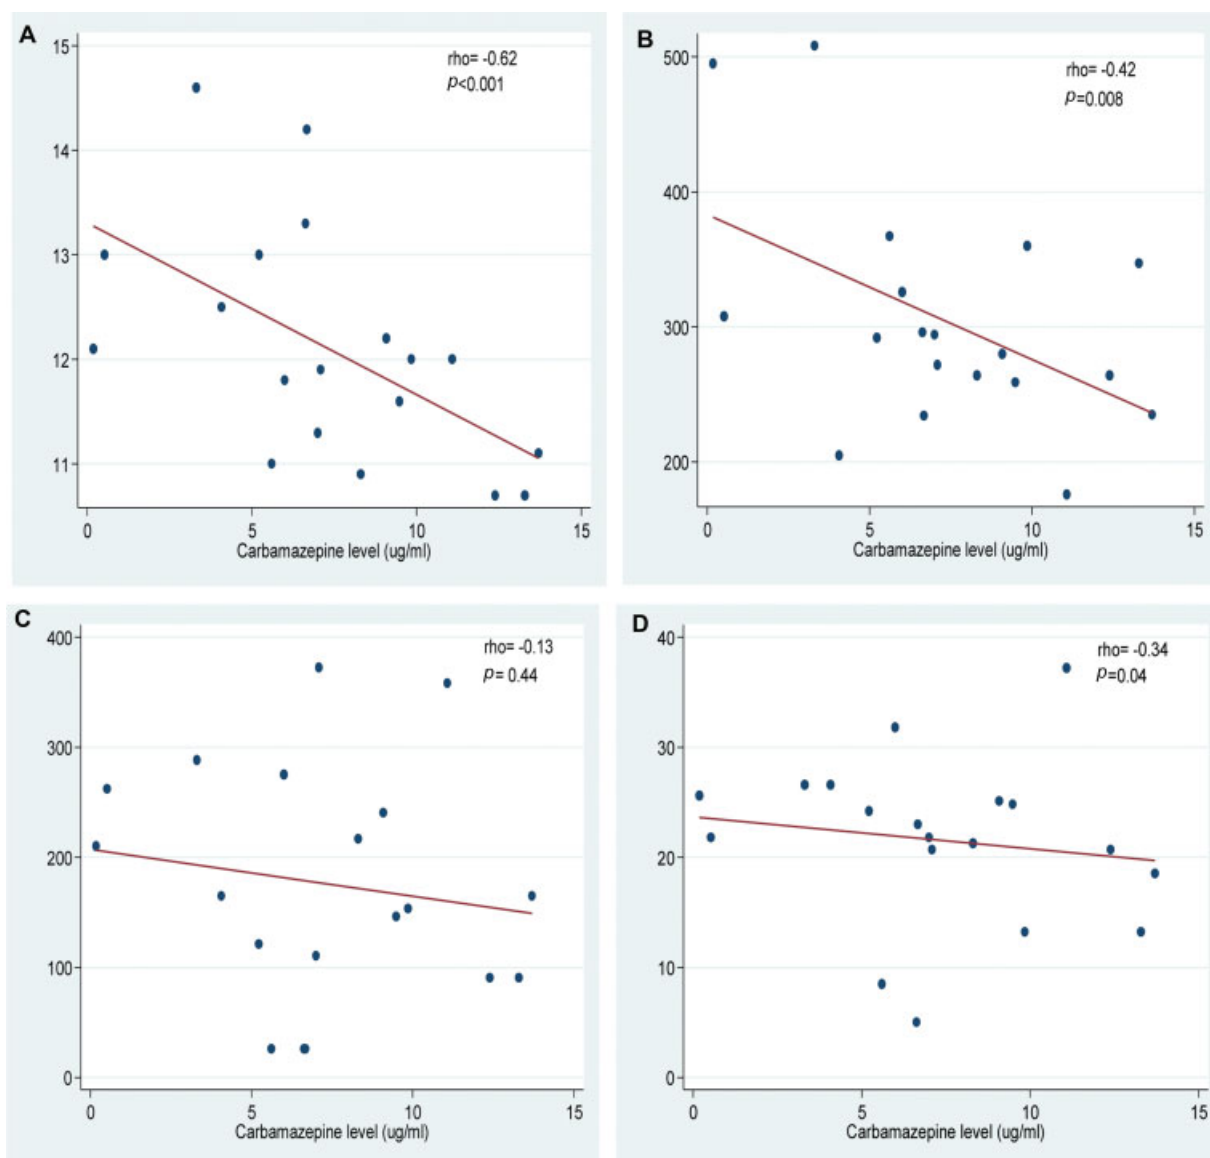 A
rho= -0.62
p<0.001
15
14
13
12
11
0 5 10 15
Carbamazepine level (ug/ml)
B
rho= -0.42
p=0.008
500
400
300
200
0 5 10 15
Carbamazepine level (ug/ml)
C
rho= -0.13
p= 0.44
400
300
200
100
0
0 5 10 15
Carbamazepine level (ug/ml)
D
rho= -0.34
p=0.04
40
30
20
10
0
0 5 10 15
Carbamazepine level (ug/ml)